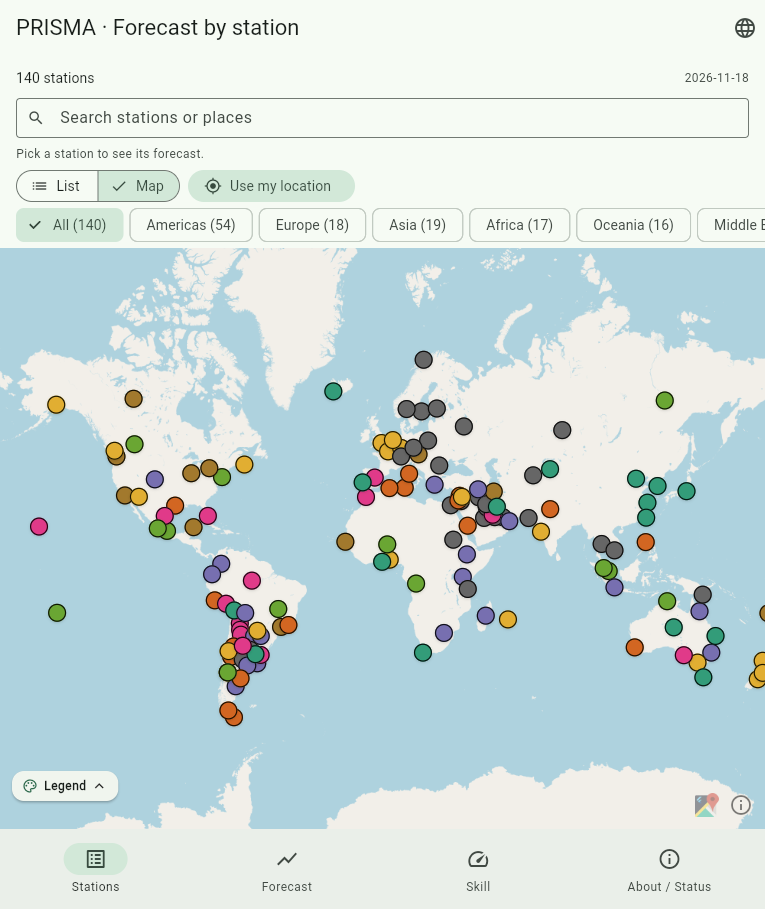 PRISMA · Forecast by station
140 stations
2026-11-18
Search stations or places
Pick a station to see its forecast.
List
Map
Use my location
All (140)
Americas (54)
Europe (18)
Asia (19)
Africa (17)
Oceania (16)
Middle E
Legend
Stations
Forecast
Skill
About / Status